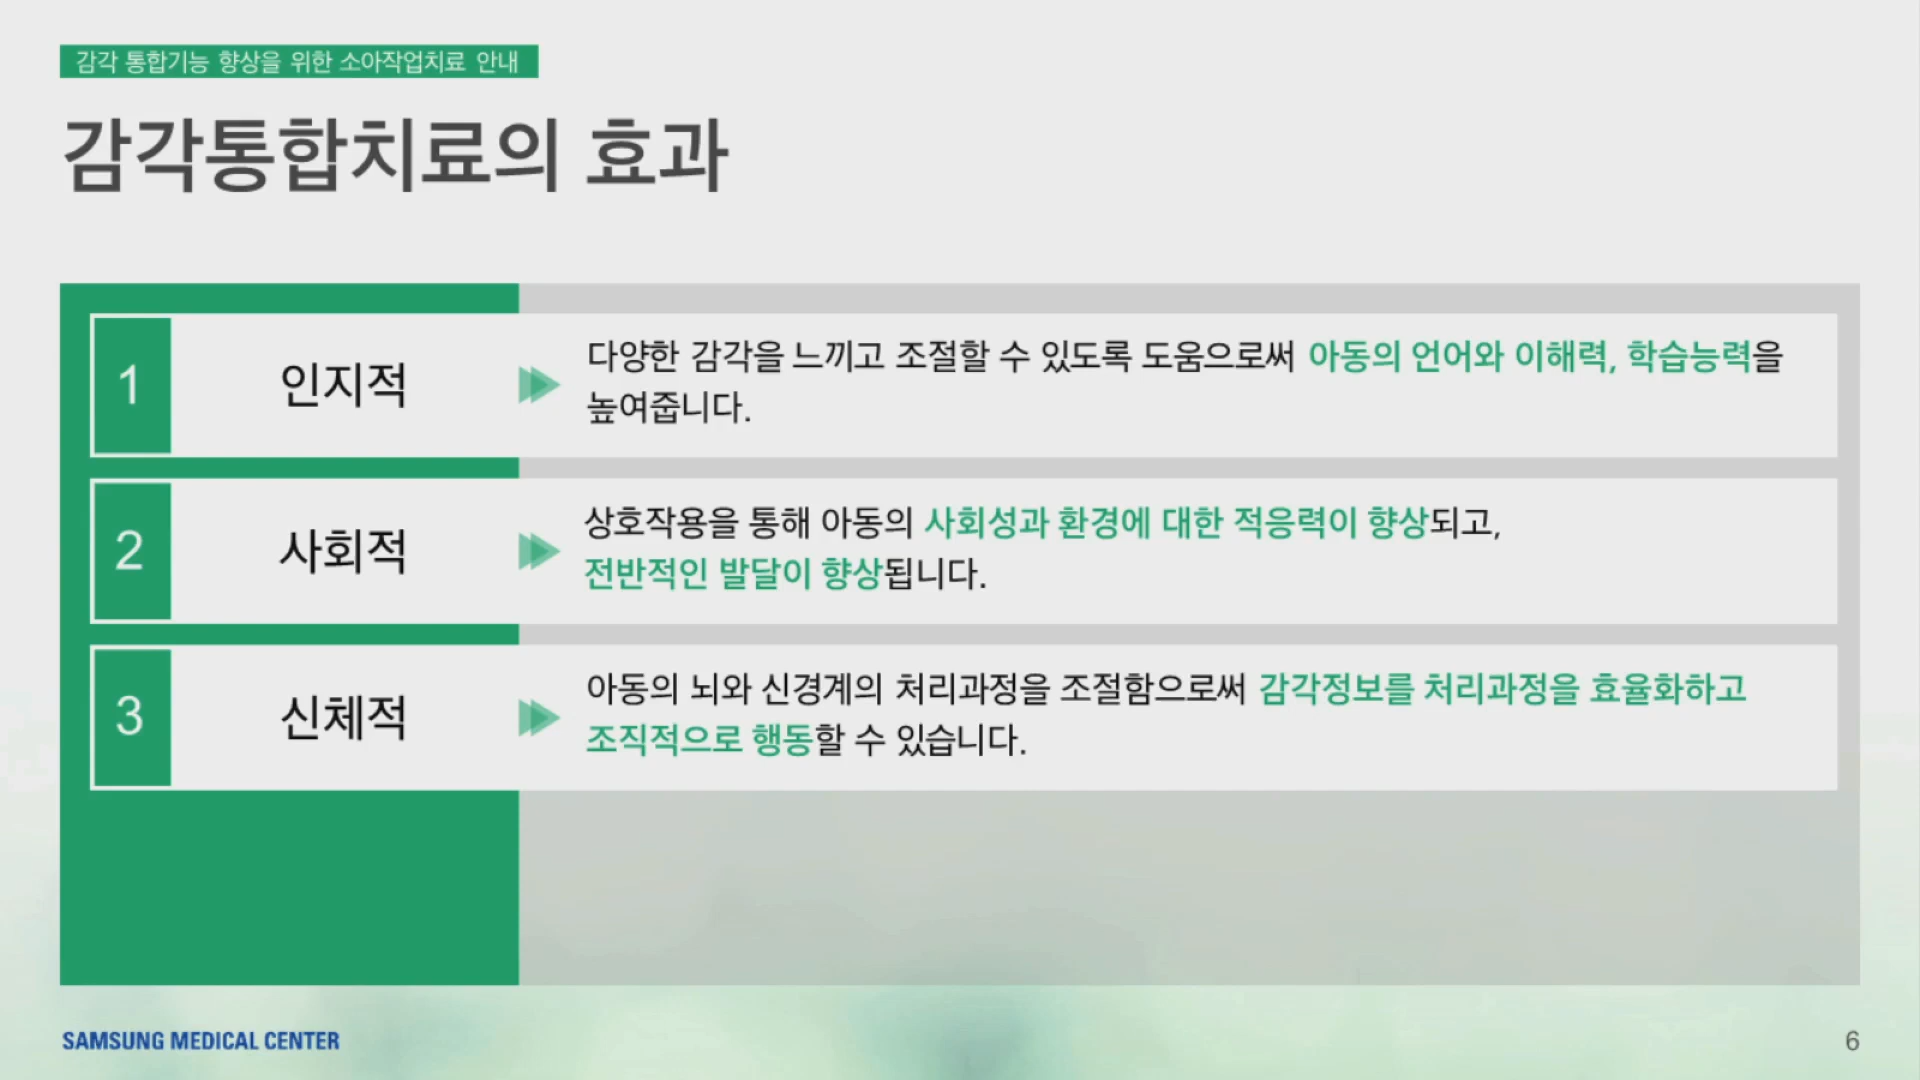 감각 통합기능 향상을 위한 소아작업치료 안내
감각통합치료의 효과
1
인지적
다양한 감각을 느끼고 조절할 수 있도록 도움으로써 아동의 언어와 이해력, 학습능력을
높여줍니다.
2
사회적
상호작용을 통해 아동의 사회성과 환경에 대한 적응력이 향상되고,
전반적인 발달이 향상됩니다.
3
신체적
아동의 뇌와 신경계의 처리과정을 조절함으로써 감각정보를 처리과정을 효율화하고
조직적으로 행동할 수 있습니다.
SAMSUNG MEDICAL CENTER
6